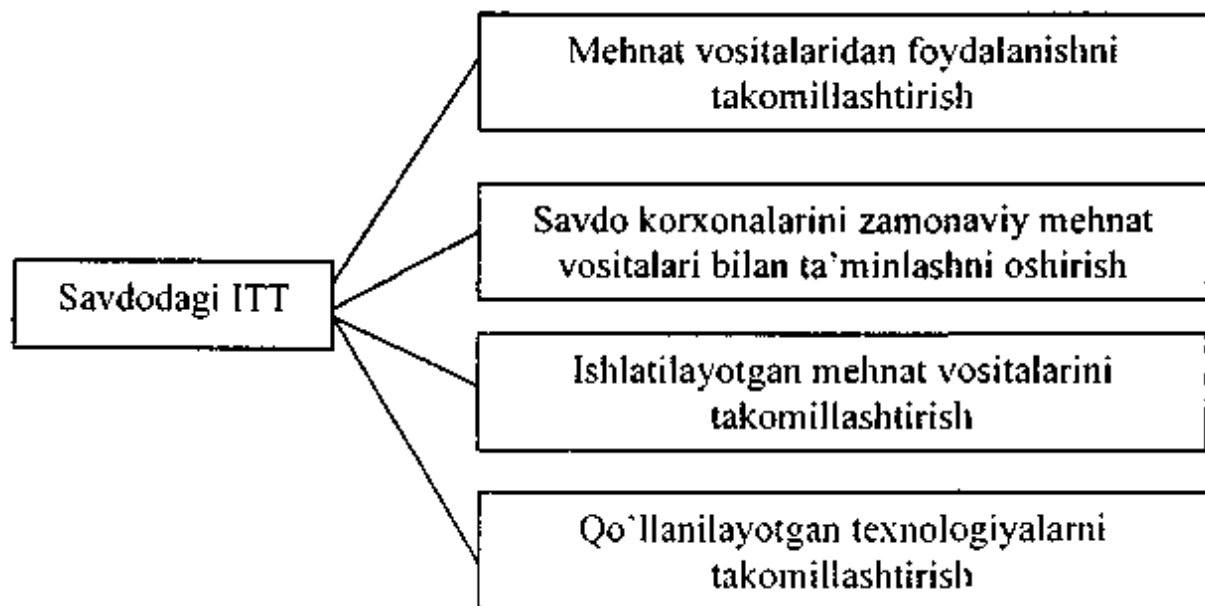 Mehnat vositalaridan foydalanishni
takomillashtirish
Savdo korxonalarini zamonaviy mehnat
vositalari bilan ta`minlashni oshirish
Savdodagi ITT
Ishlatilayotgan mehnat vositalarini
takomillashtirish
Qo`llanilayotgan texnologiyalarni
takomillashtirish